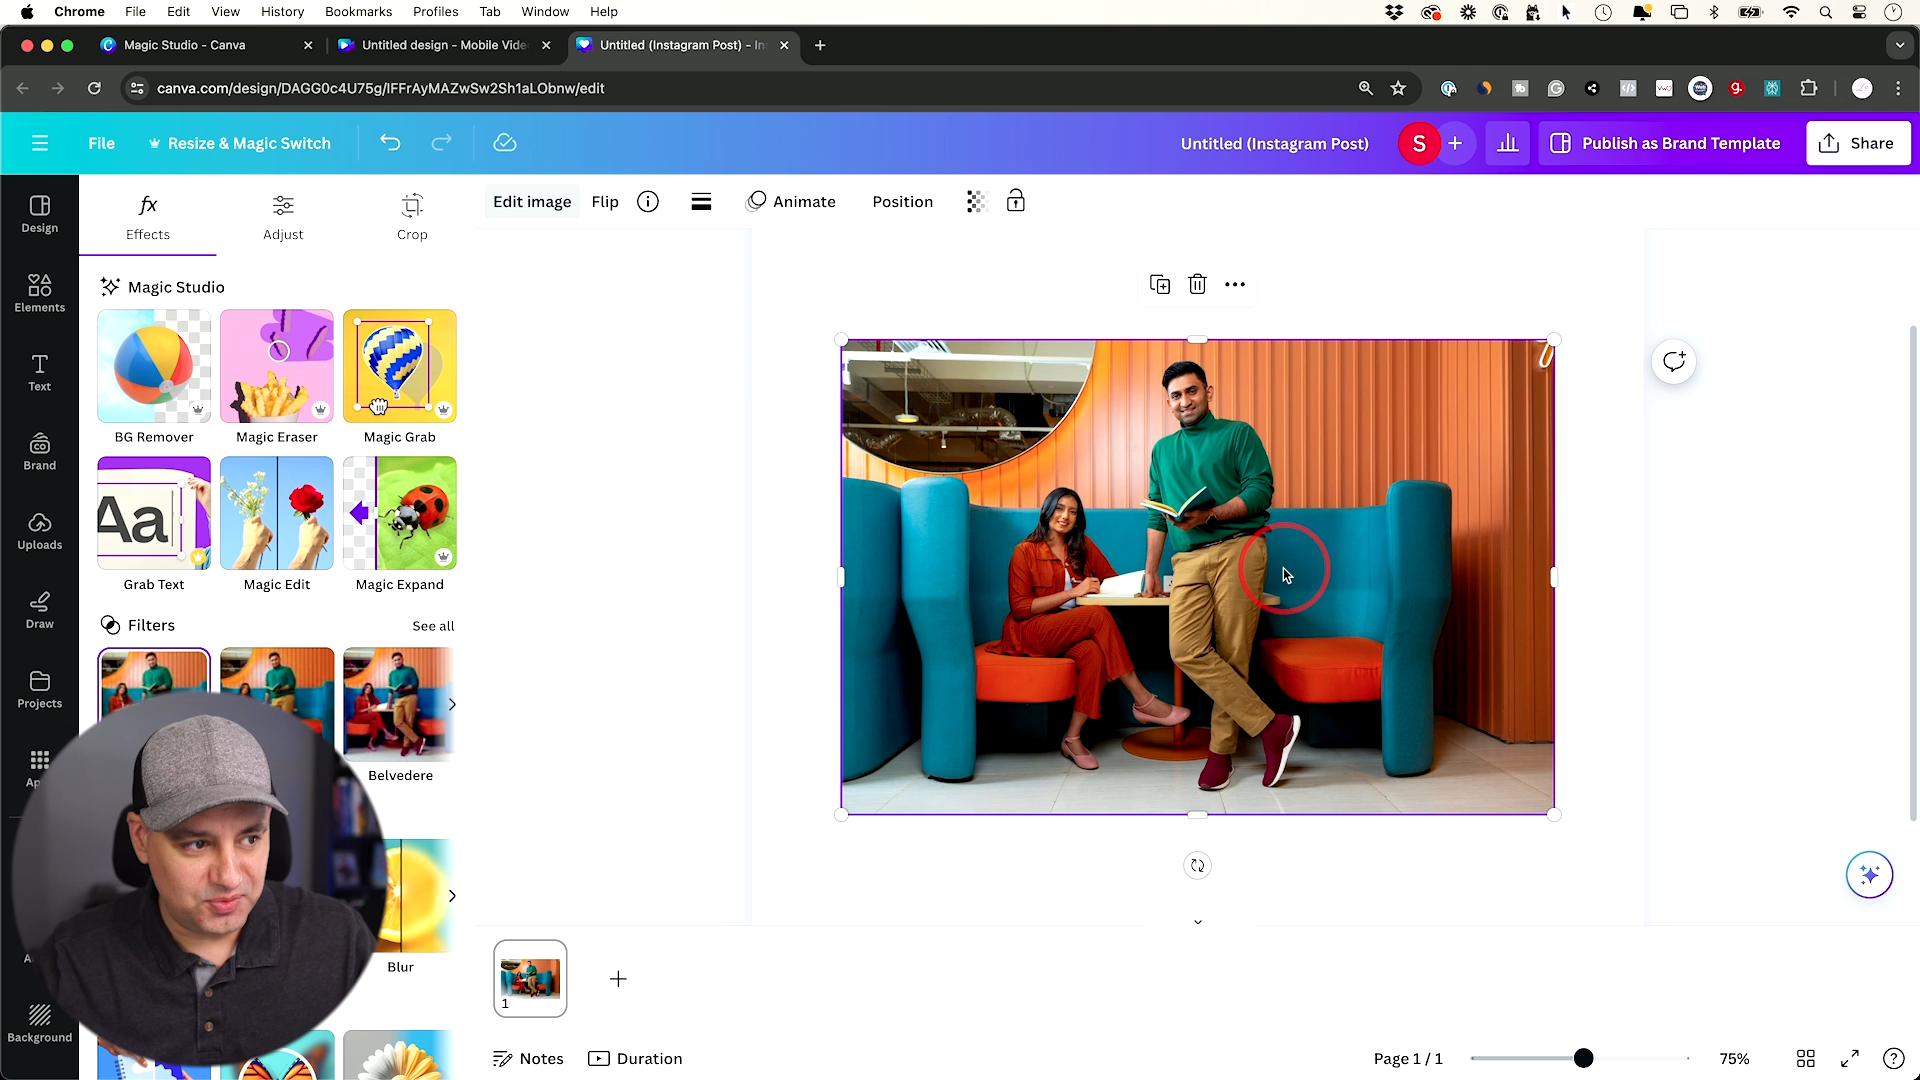 Chrome File Edit View History Bookmarks Profiles Tab Window Help
Magic Studio - Canva
Untitled design - Mobile Vide
Untitled (Instagram Post) - In
canva.com/design/DAGG0c4U75g/lFFrAyMAZwSw2Sh1aLObnw/edit
File
Resize & Magic Switch
Untitled (Instagram Post)
S
Publish as Brand Template
Share
Design
Elements
Text
Brand
Uploads
Draw
Projects
Background
Effects
Adjust
Crop
Edit image
Flip
Animate
Position
Magic Studio
BG Remover
Magic Eraser
Magic Grab
Aa
Grab Text
Magic Edit
Magic Expand
Filters
See all
Belvedere
Blur
1
Notes
Duration
Page 1 / 1
75%